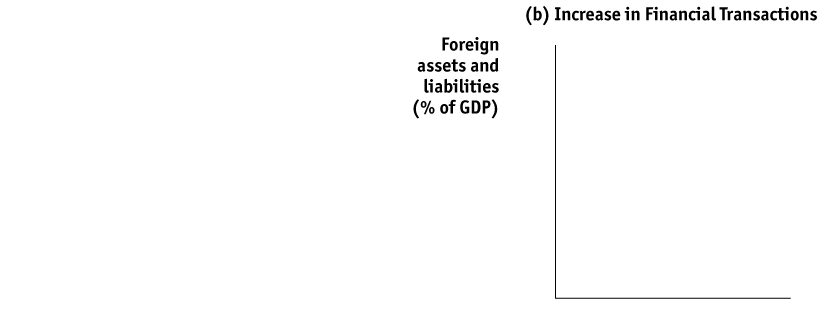 (b) Increase in Financial Transactions
Foreign
assets and
liabilities
(% of GDP)